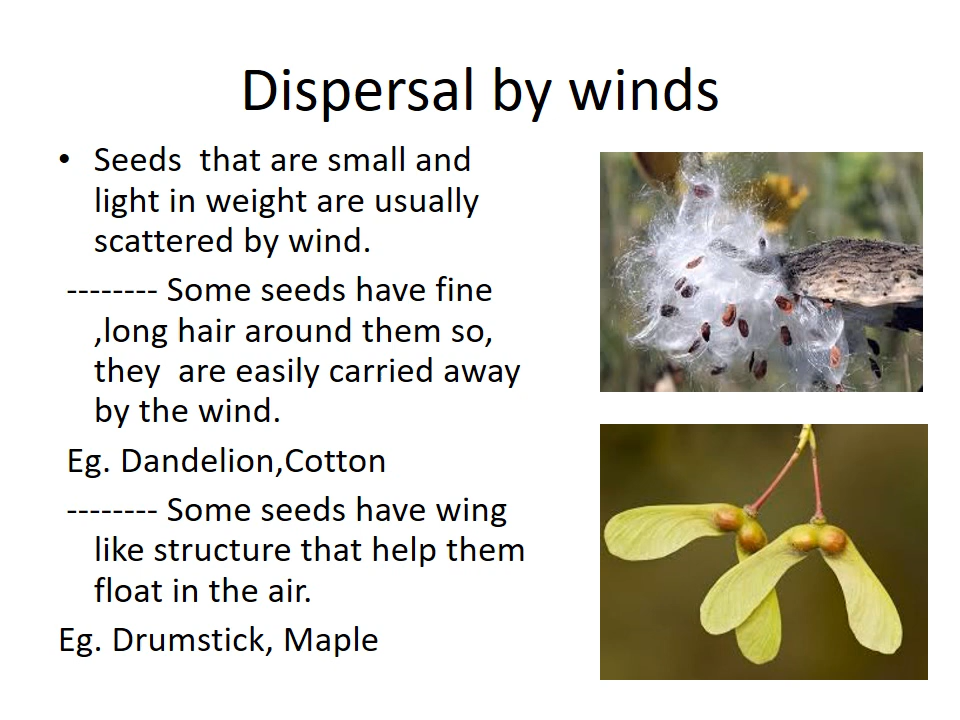 Dispersal by winds
• Seeds  that are small and
light in weight are usually
scattered by wind.
-------- Some seeds have fine
,long hair around them so,
they  are easily carried away
by the wind.
Eg. Dandelion,Cotton
-------- Some seeds have wing
like structure that help them
float in the air.
Eg. Drumstick, Maple